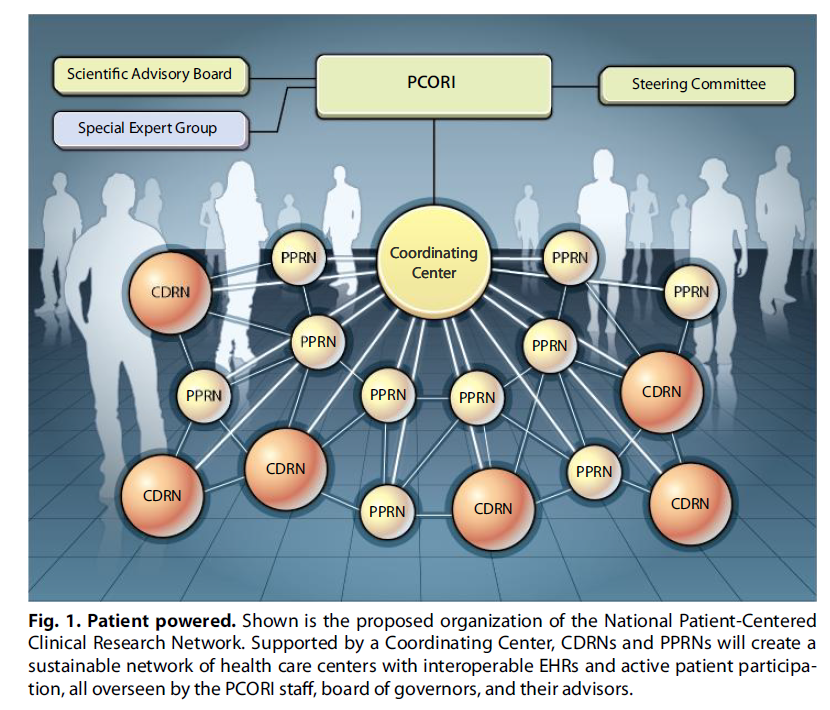 Scientific Advisory Board
PCORI
Steering Committee
Special Expert Group
Coordinating
Center
PPRN
PPRN
CDRN
PPRN
PPRN
PPRN
PPRN
PPRN
PPRN
CDRN
CDRN
PPRN
CDRN
PPRN
CDRN
CDRN
Fig. 1. Patient powered. Shown is the proposed organization of the National Patient-Centered
Clinical Research Network. Supported by a Coordinating Center, CDRNs and PPRNs will create a
sustainable network of health care centers with interoperable EHRs and active patient participa-
tion, all overseen by the PCORI staff, board of governors, and their advisors.